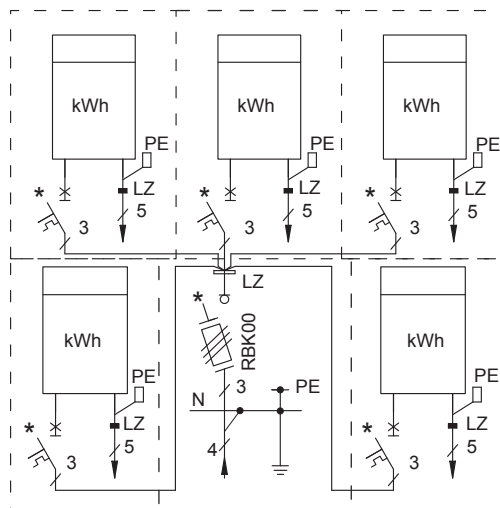 kWh kWh kWh
PE PE PE
* LZ * LZ * LZ
3 5 3 5 3 5
LZ
kWh * kWh
RBK00
PE 3 PE PE
N
* LZ * LZ
3 5 4 3 5